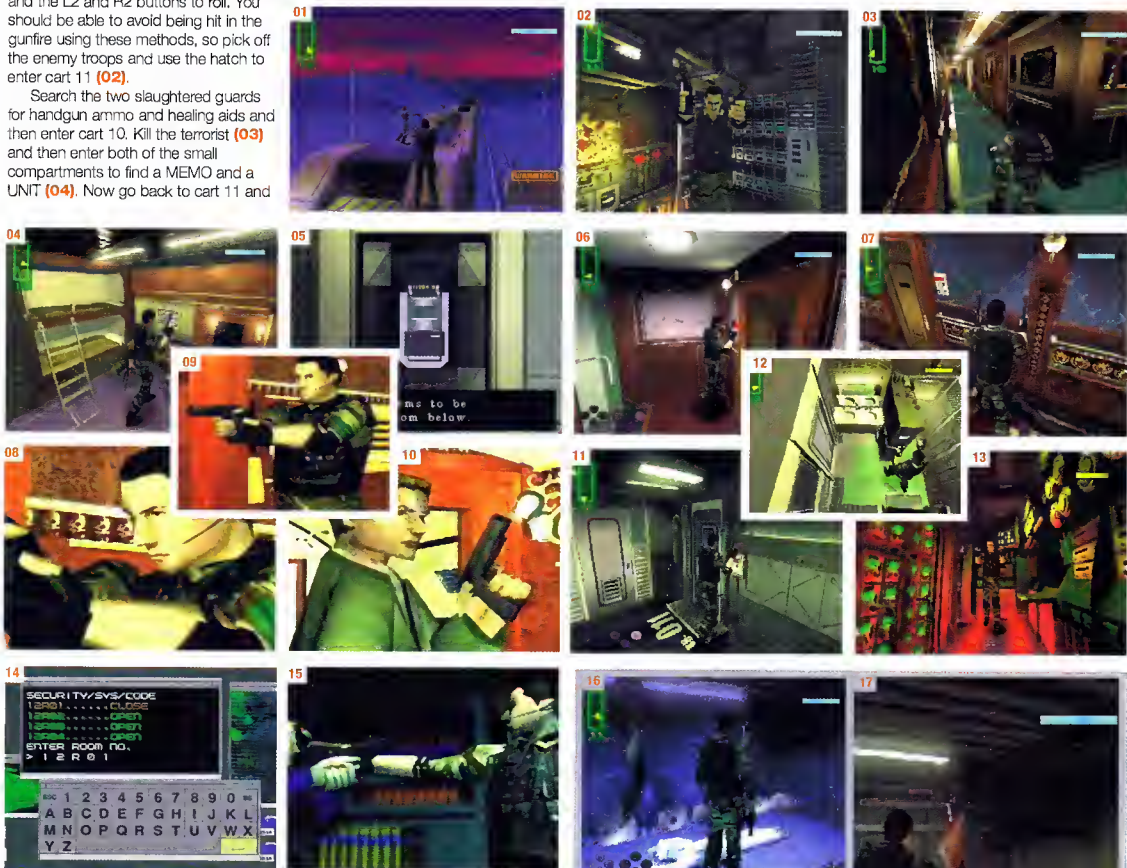 and the L2 and R2 buttons to roll. You
should be able to avoid being hit in the
gunfire using these methods, so pick off
the enemy troops and use the hatch to
enter cart 11 (02).
Search the two slaughtered guards
for handgun ammo and healing aids and
then enter cart 10. Kill the terrorist (03)
and then enter both of the small
compartments to find a MEMO and a
UNIT (04). Now go back to cart 11 and
01
02
03
04
05
ms to be
om below.
06
07
08
09
10
11
12
13
14
SECURITY/SYS/CODE
12R01......CLOSE
12R02......OPEN
12R03......OPEN
12R04......OPEN
ENTER ROOM NO.
> 12R01
ESC 1 2 3 4 5 6 7 8 9 0 BS
A B C D E F G H I J K L
M N O P Q R S T U V W X
Y Z
15
16
17